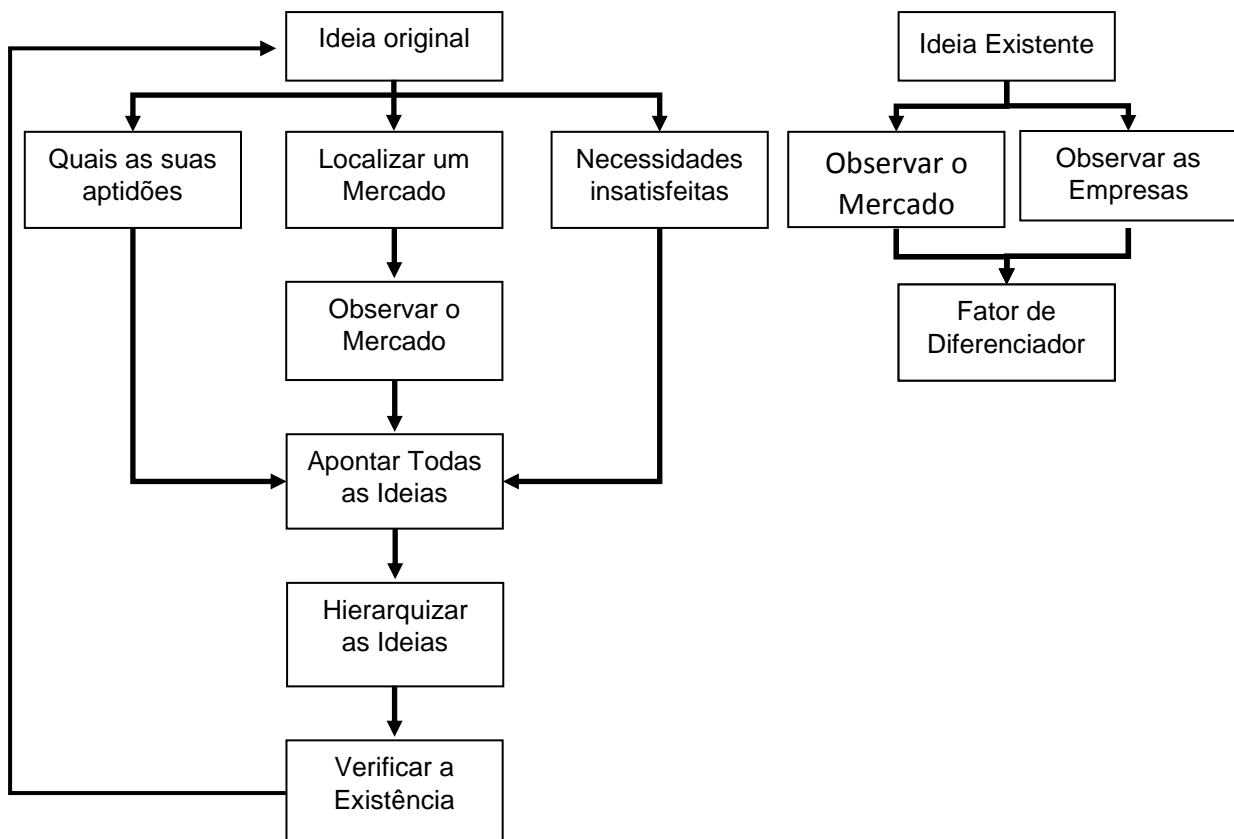 Ideia original
Ideia Existente
Quais as suas
aptidões
Localizar um
Mercado
Necessidades
insatisfeitas
Observar o
Mercado
Observar as
Empresas
Observar o
Mercado
Fator de
Diferenciador
Apontar Todas
as Ideias
Hierarquizar
as Ideias
Verificar a
Existência